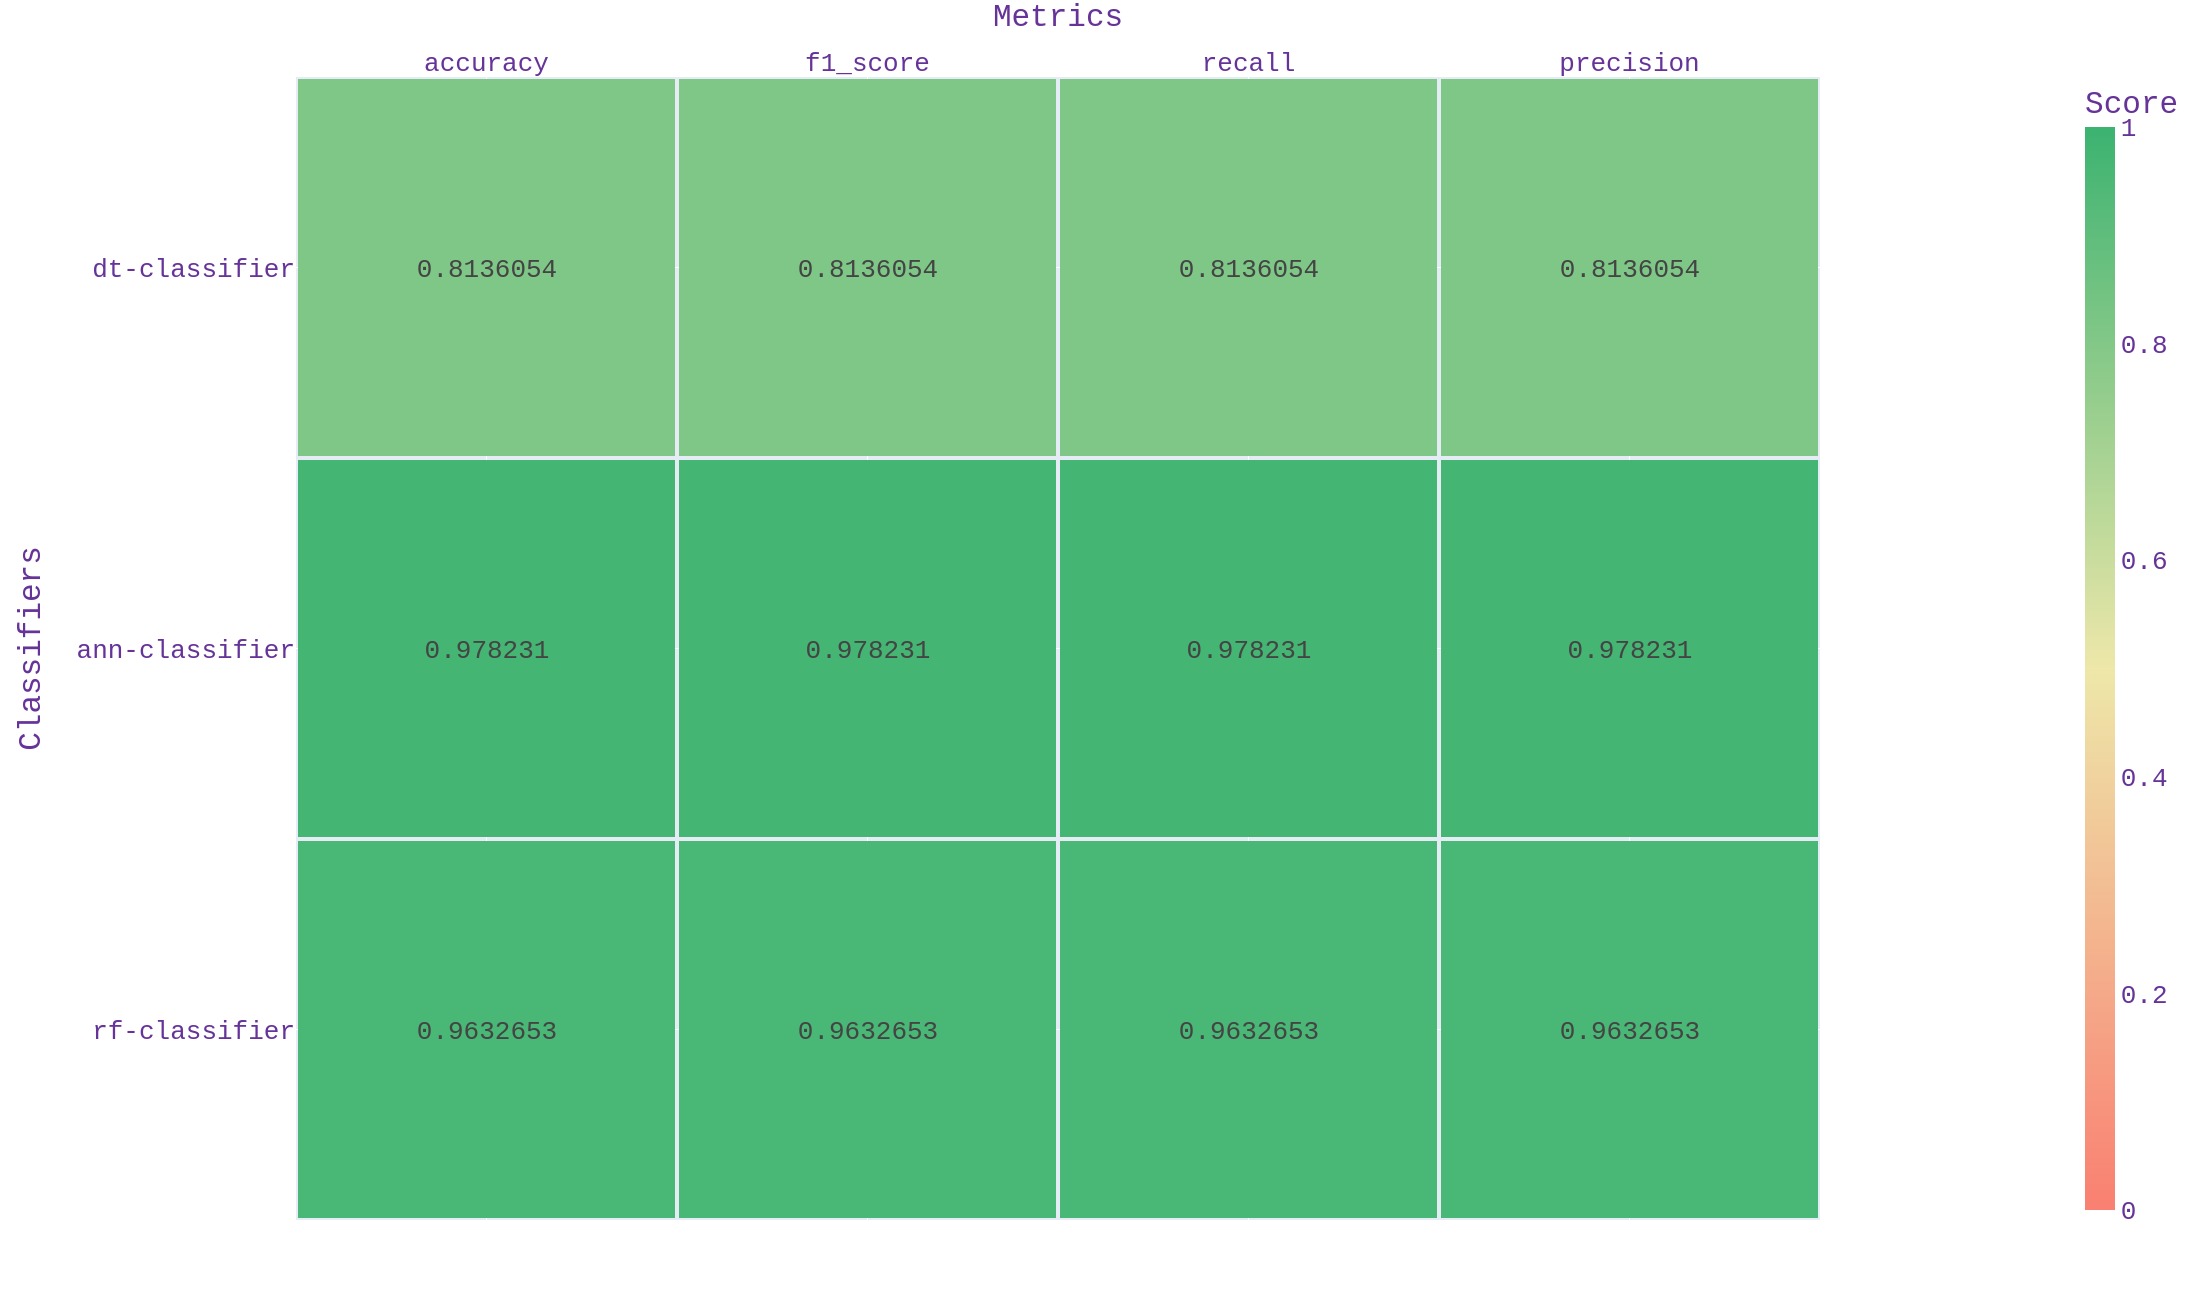 Metrics
accuracy f1_score recall precision
Score
1
dt-classifier 0.8136054 0.8136054 0.8136054 0.8136054
0.8
0.6
Classifiers
ann-classifier 0.978231 0.978231 0.978231 0.978231
0.4
0.2
rf-classifier 0.9632653 0.9632653 0.9632653 0.9632653
0